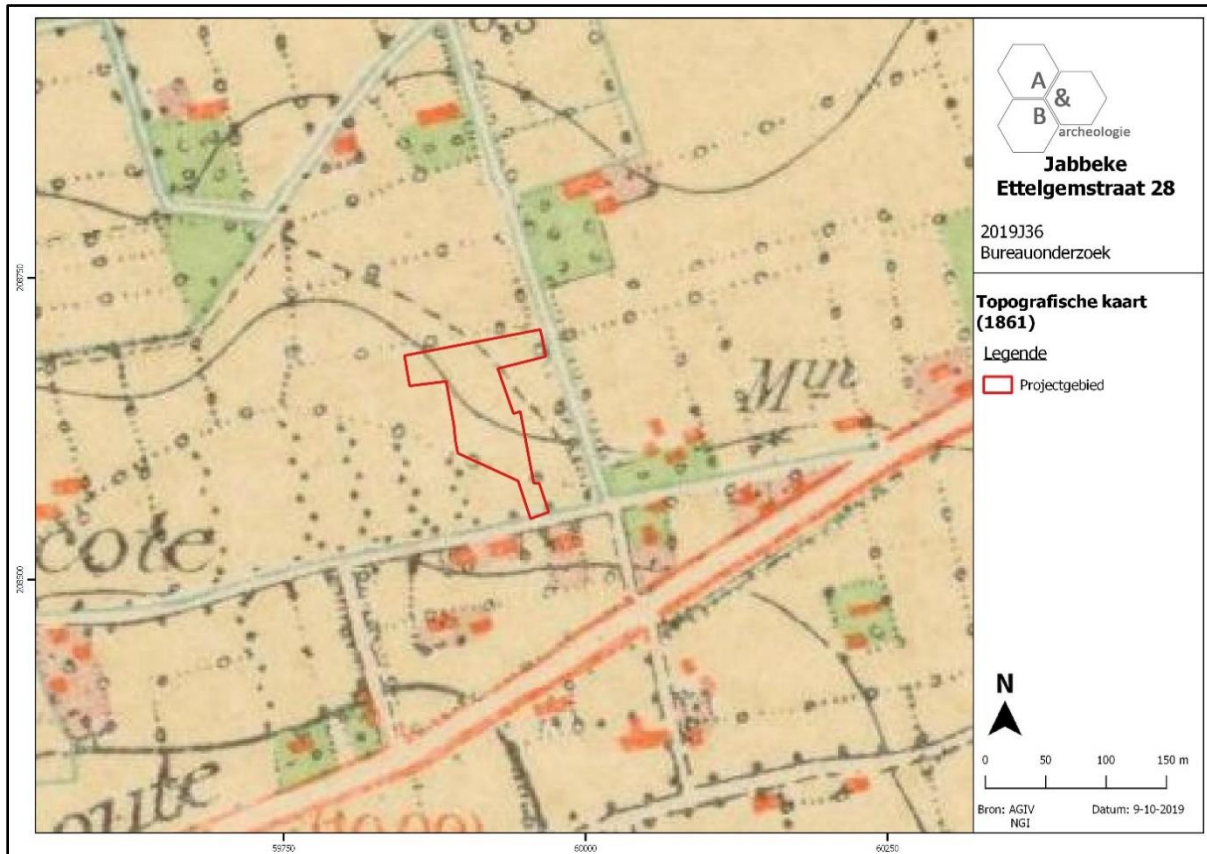 cote
oute
Mⁱⁿ
208750
208500
59750
60000
60250
A
&
B
archeologie
Jabbeke
Ettelgemstraat 28
2019J36
Bureauonderzoek
Topografische kaart
(1861)
Legende
Projectgebied
N
0 50 100 150 m
Bron: AGIV
NGI
Datum: 9-10-2019